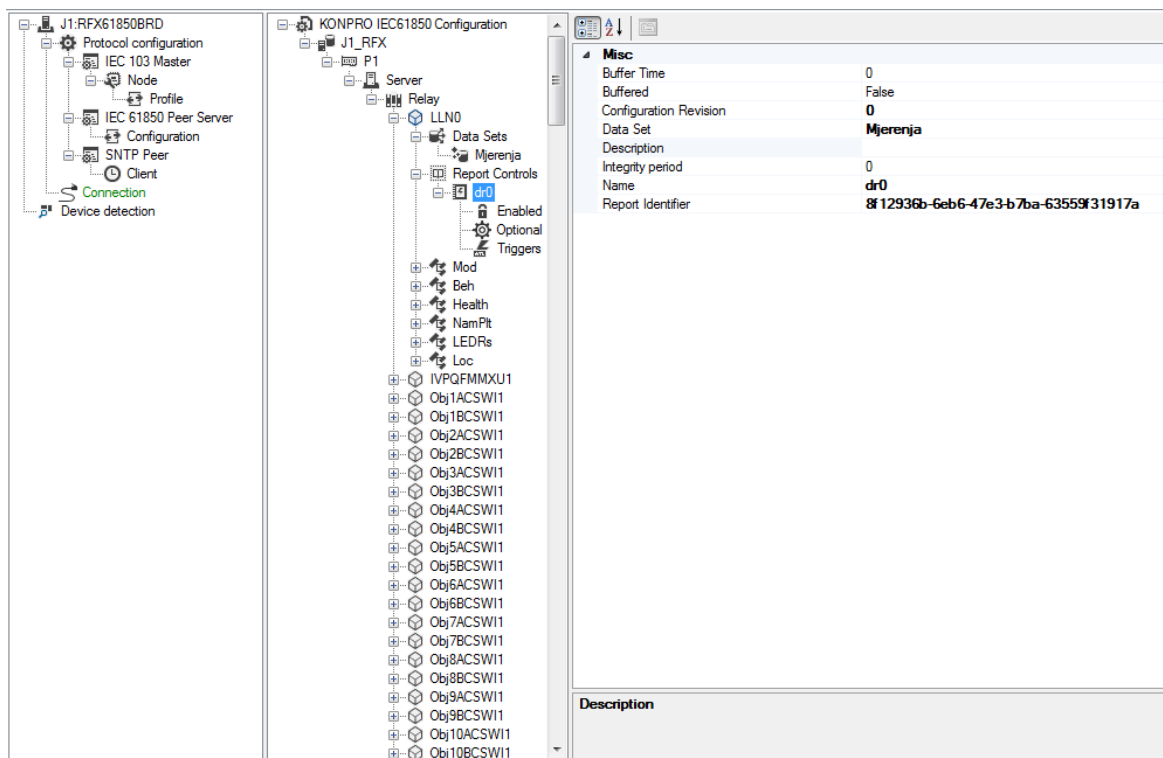 J1:RFX61850BRD
Protocol configuration
IEC 103 Master
Node
Profile
IEC 61850 Peer Server
Configuration
SNTP Peer
Client
Connection
Device detection
KONPRO IEC61850 Configuration
J1_RFX
P1
Server
Relay
LLN0
Data Sets
Mjerenja
Report Controls
dr0
Enabled
Optional
Triggers
Mod
Beh
Health
NamPlt
LEDRs
Loc
IVPQFMMXU1
Obj1ACSWI1
Obj1BCSWI1
Obj2ACSWI1
Obj2BCSWI1
Obj3ACSWI1
Obj3BCSWI1
Obj4ACSWI1
Obj4BCSWI1
Obj5ACSWI1
Obj5BCSWI1
Obj6ACSWI1
Obj6BCSWI1
Obj7ACSWI1
Obj7BCSWI1
Obj8ACSWI1
Obj8BCSWI1
Obj9ACSWI1
Obj9BCSWI1
Obj10ACSWI1
Obj10BCSWI1
Misc
Buffer Time 0
Buffered False
Configuration Revision 0
Data Set Mjerenja
Description
Integrity period 0
Name dr0
Report Identifier 8f12936b-6eb6-47e3-b7ba-63559f31917a
Description